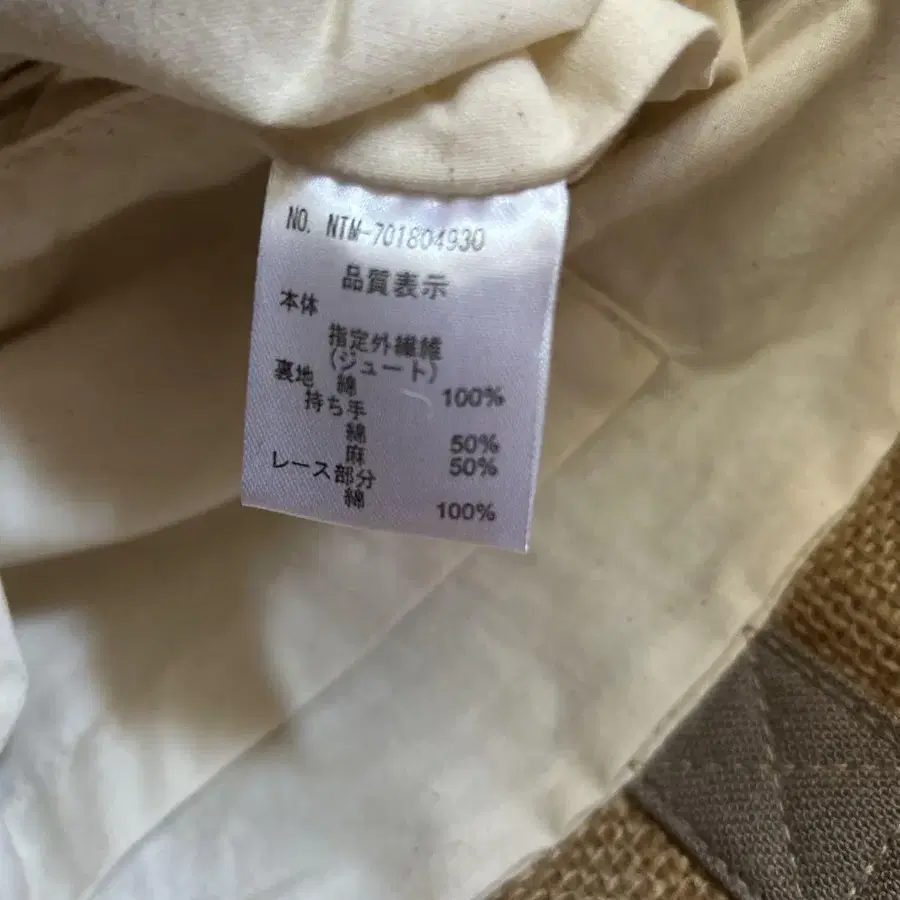 NO. NTM-701804930
品質表示
本体
指定外繊維
(ジュート)
裏地 綿 100%
持ち手
綿 50%
麻 50%
レース部分
綿 100%